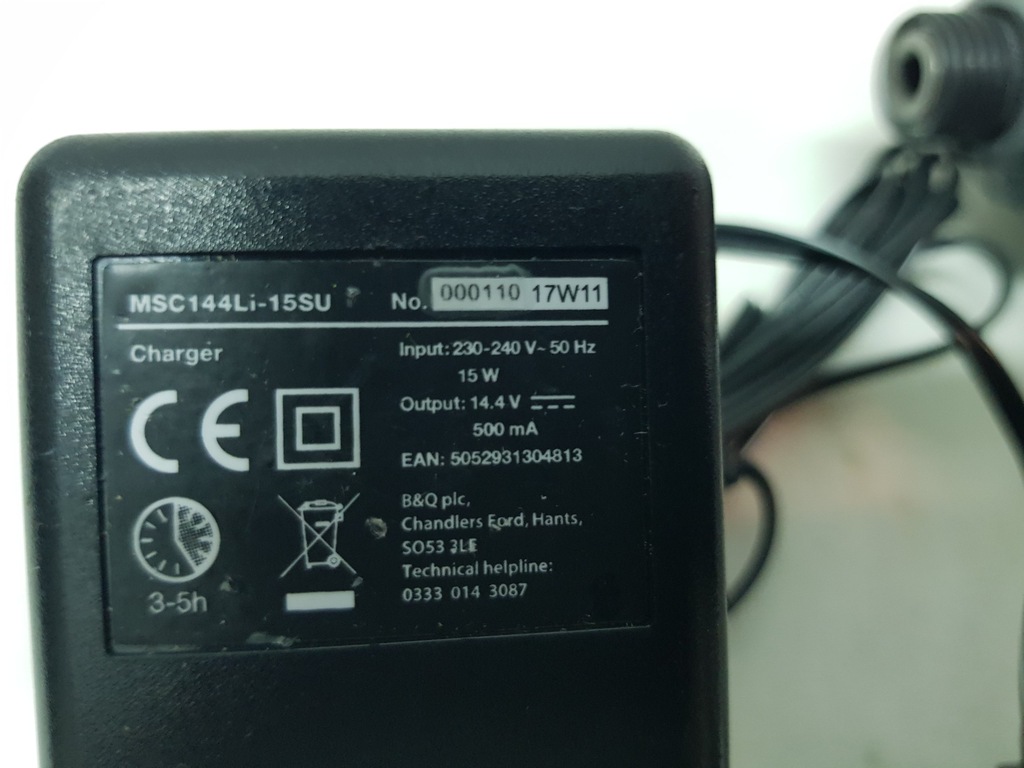 MSC144Li-15SU No. 000110 17W11
Charger
Input: 230-240 V~ 50 Hz
15 W
Output: 14.4 V
500 mA
EAN: 5052931304813
CE
B&Q plc,
Chandlers Ford, Hants,
SO53 3LE
Technical helpline:
0333 014 3087
3-5h